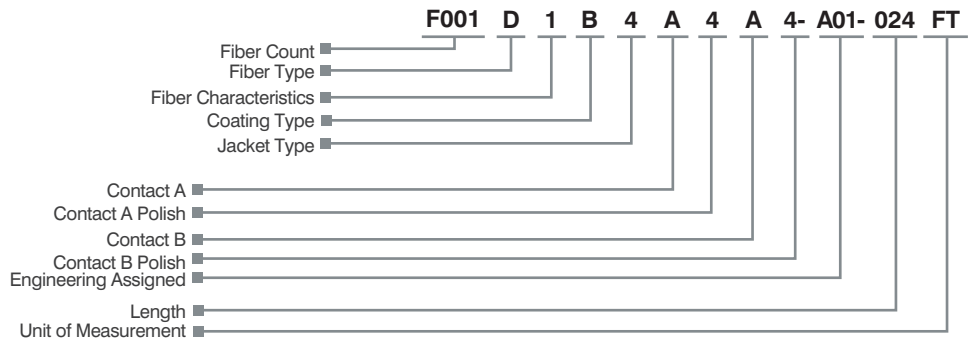 F001 D 1 B 4 A 4 A 4- A01- 024 FT
Fiber Count
Fiber Type
Fiber Characteristics
Coating Type
Jacket Type
Contact A
Contact A Polish
Contact B
Contact B Polish
Engineering Assigned
Length
Unit of Measurement